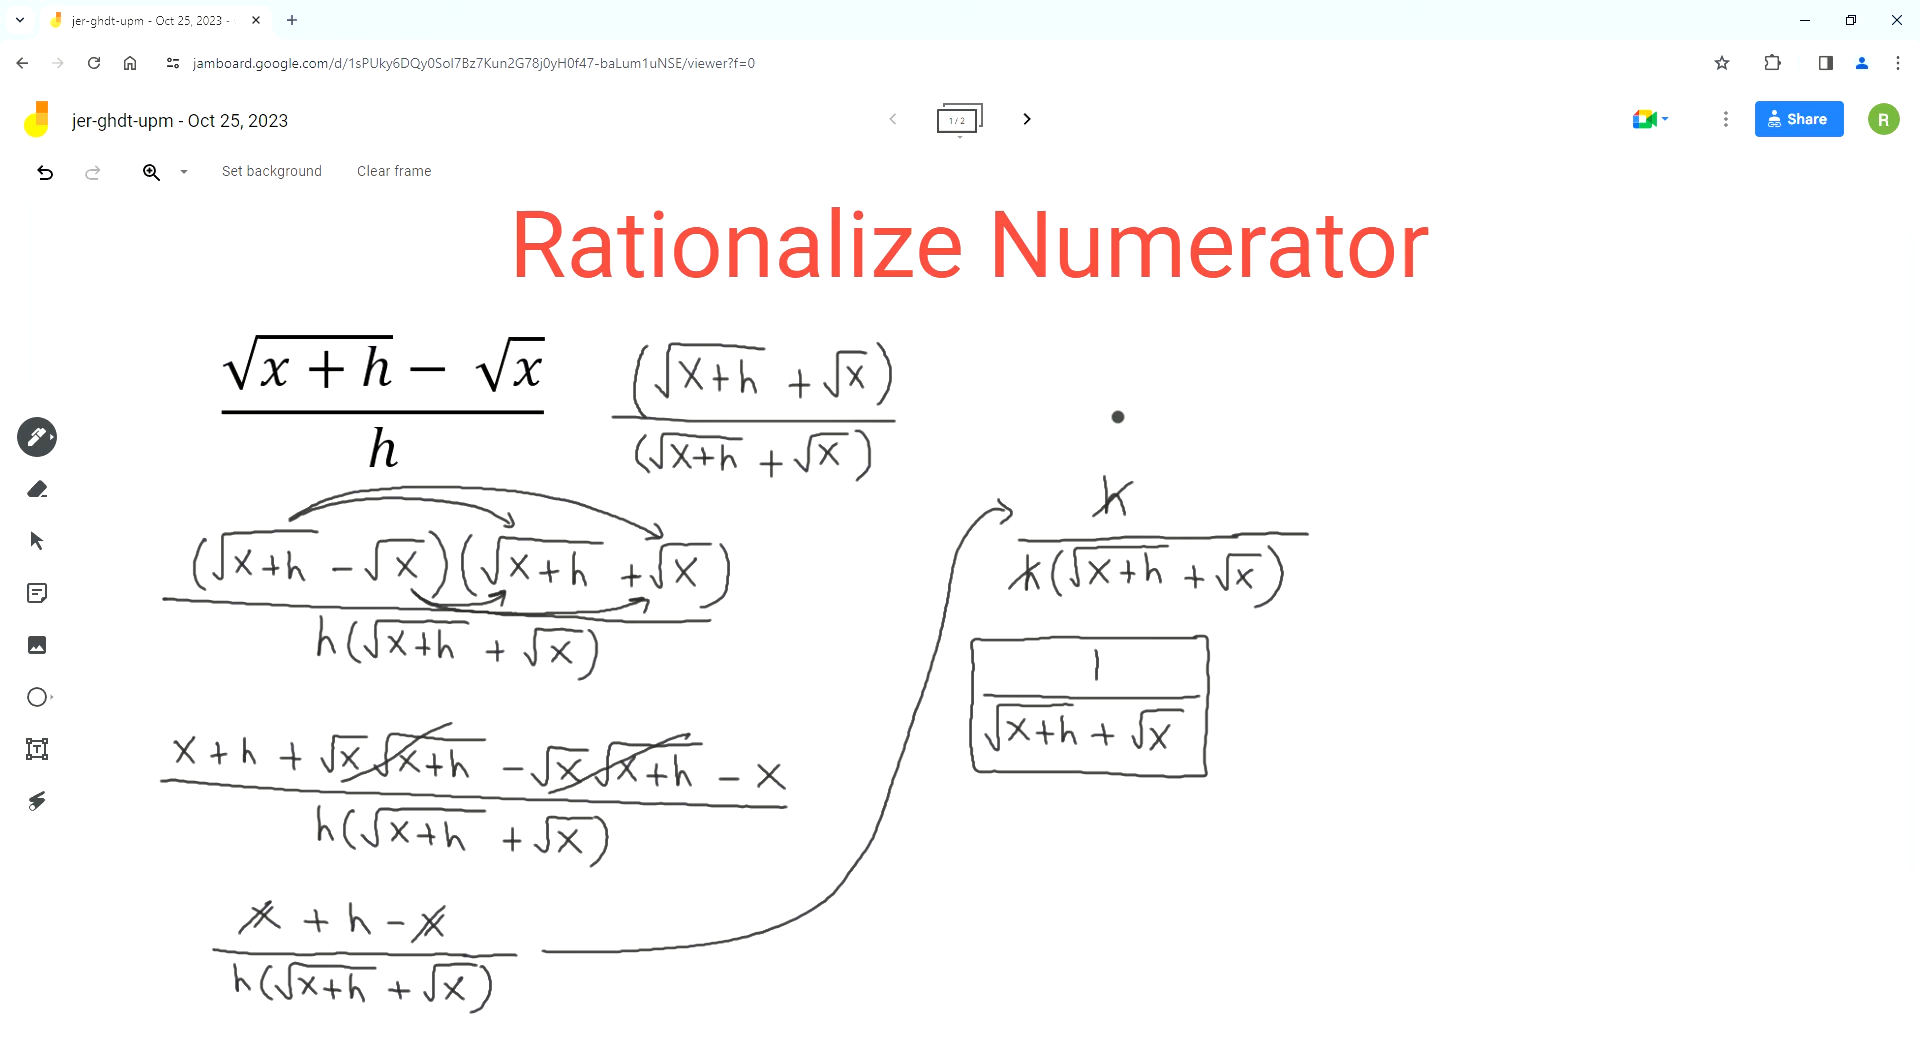 jer-ghdt-upm - Oct 25, 2023 -
jamboard.google.com/d/1sPUky6DQy0Sol7Bz7Kun2G78j0yH0f47-baLum1uNSE/viewer?f=0
jer-ghdt-upm - Oct 25, 2023
1 / 2
Share
R
Set background
Clear frame
Rationalize Numerator
√(x + h) − √x
h
(√(x+h) + √x)
(√(x+h) + √x)
(√(x+h) − √x)(√(x+h) + √x)
h(√(x+h) + √x)
x + h + √x √(x+h) − √x √(x+h) − x
h(√(x+h) + √x)
x + h − x
h(√(x+h) + √x)
h
h(√(x+h) + √x)
1
√(x+h) + √x